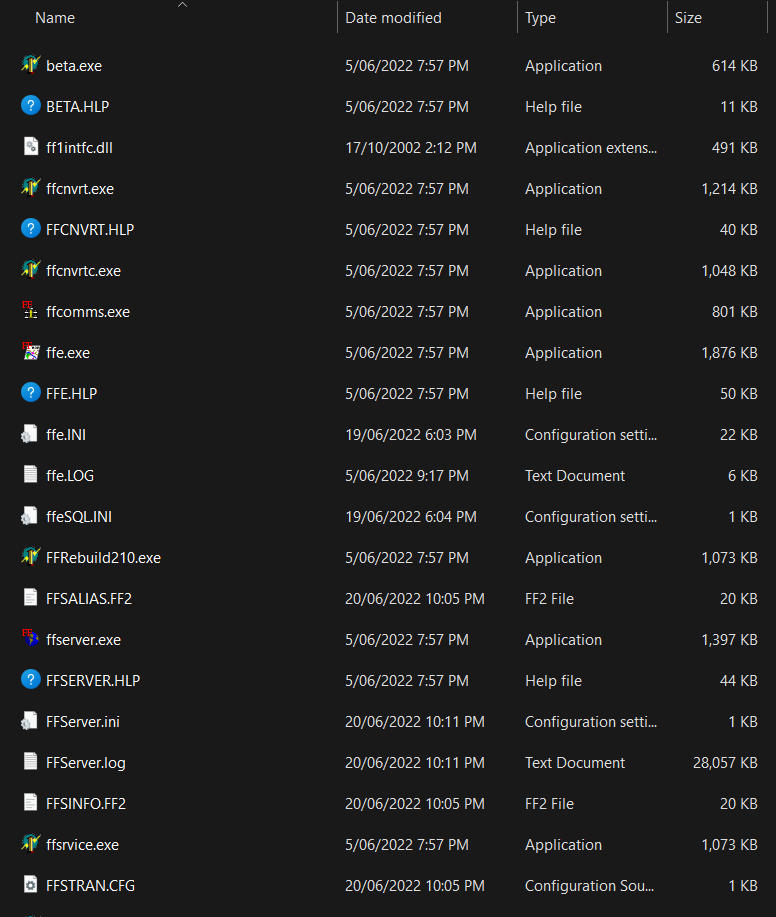 Name Date modified Type Size
beta.exe 5/06/2022 7:57 PM Application 614 KB
BETA.HLP 5/06/2022 7:57 PM Help file 11 KB
ff1intfc.dll 17/10/2002 2:12 PM Application extens... 491 KB
ffcnvrt.exe 5/06/2022 7:57 PM Application 1,214 KB
FFCNVRT.HLP 5/06/2022 7:57 PM Help file 40 KB
ffcnvrtc.exe 5/06/2022 7:57 PM Application 1,048 KB
ffcomms.exe 5/06/2022 7:57 PM Application 801 KB
ffe.exe 5/06/2022 7:57 PM Application 1,876 KB
FFE.HLP 5/06/2022 7:57 PM Help file 50 KB
ffe.INI 19/06/2022 6:03 PM Configuration setti... 22 KB
ffe.LOG 5/06/2022 9:17 PM Text Document 6 KB
ffeSQL.INI 19/06/2022 6:04 PM Configuration setti... 1 KB
FFRebuild210.exe 5/06/2022 7:57 PM Application 1,073 KB
FFSALIAS.FF2 20/06/2022 10:05 PM FF2 File 20 KB
ffserver.exe 5/06/2022 7:57 PM Application 1,397 KB
FFSERVER.HLP 5/06/2022 7:57 PM Help file 44 KB
FFServer.ini 20/06/2022 10:11 PM Configuration setti... 1 KB
FFServer.log 20/06/2022 10:11 PM Text Document 28,057 KB
FFSINFO.FF2 20/06/2022 10:05 PM FF2 File 20 KB
ffsrvice.exe 5/06/2022 7:57 PM Application 1,073 KB
FFSTRAN.CFG 20/06/2022 10:05 PM Configuration Sou... 1 KB